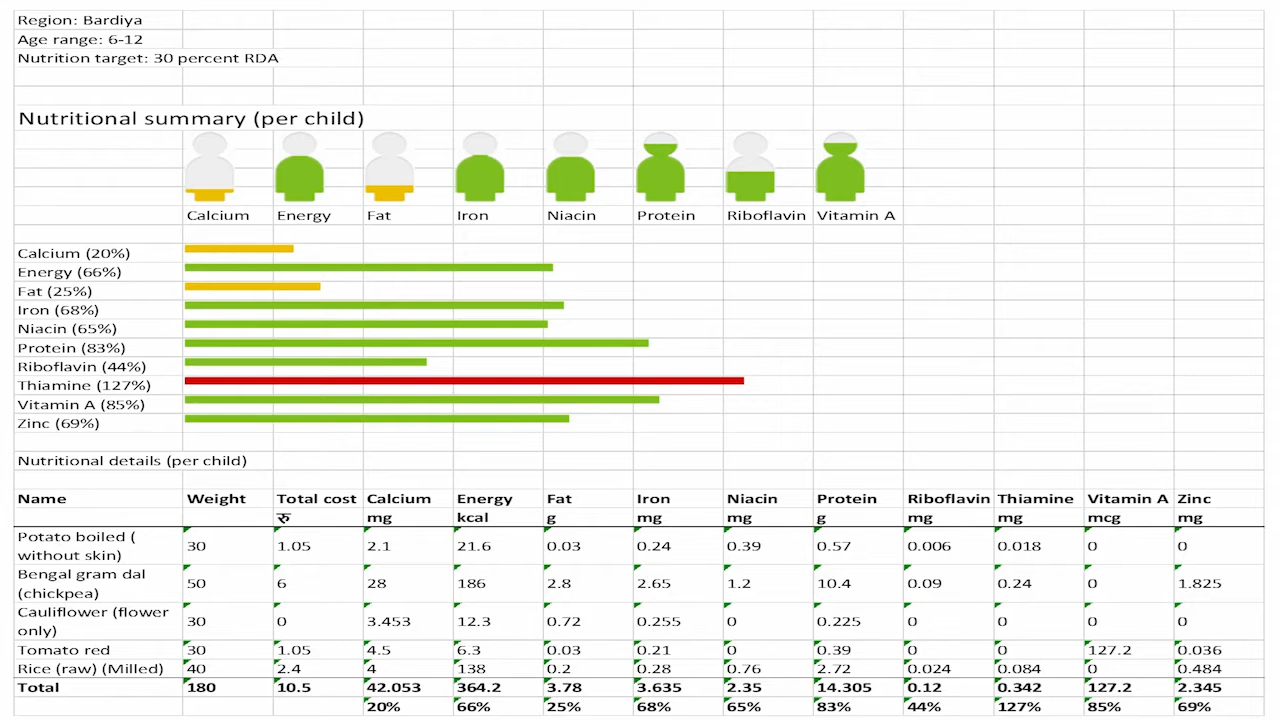 Region: Bardiya
Age range: 6-12
Nutrition target: 30 percent RDA
Nutritional summary (per child)
Calcium Energy Fat Iron Niacin Protein Riboflavin Vitamin A
Calcium (20%)
Energy (66%)
Fat (25%)
Iron (68%)
Niacin (65%)
Protein (83%)
Riboflavin (44%)
Thiamine (127%)
Vitamin A (85%)
Zinc (69%)
Nutritional details (per child)
Name Weight Total cost Calcium Energy Fat Iron Niacin Protein Riboflavin Thiamine Vitamin A Zinc
रु mg kcal g mg mg g mg mg mcg mg
Potato boiled (
without skin) 30 1.05 2.1 21.6 0.03 0.24 0.39 0.57 0.006 0.018 0 0
Bengal gram dal
(chickpea) 50 6 28 186 2.8 2.65 1.2 10.4 0.09 0.24 0 1.825
Cauliflower (flower
only) 30 0 3.453 12.3 0.72 0.255 0 0.225 0 0 0 0
Tomato red 30 1.05 4.5 6.3 0.03 0.21 0 0.39 0 0 127.2 0.036
Rice (raw) (Milled) 40 2.4 4 138 0.2 0.28 0.76 2.72 0.024 0.084 0 0.484
Total 180 10.5 42.053 364.2 3.78 3.635 2.35 14.305 0.12 0.342 127.2 2.345
20% 66% 25% 68% 65% 83% 44% 127% 85% 69%